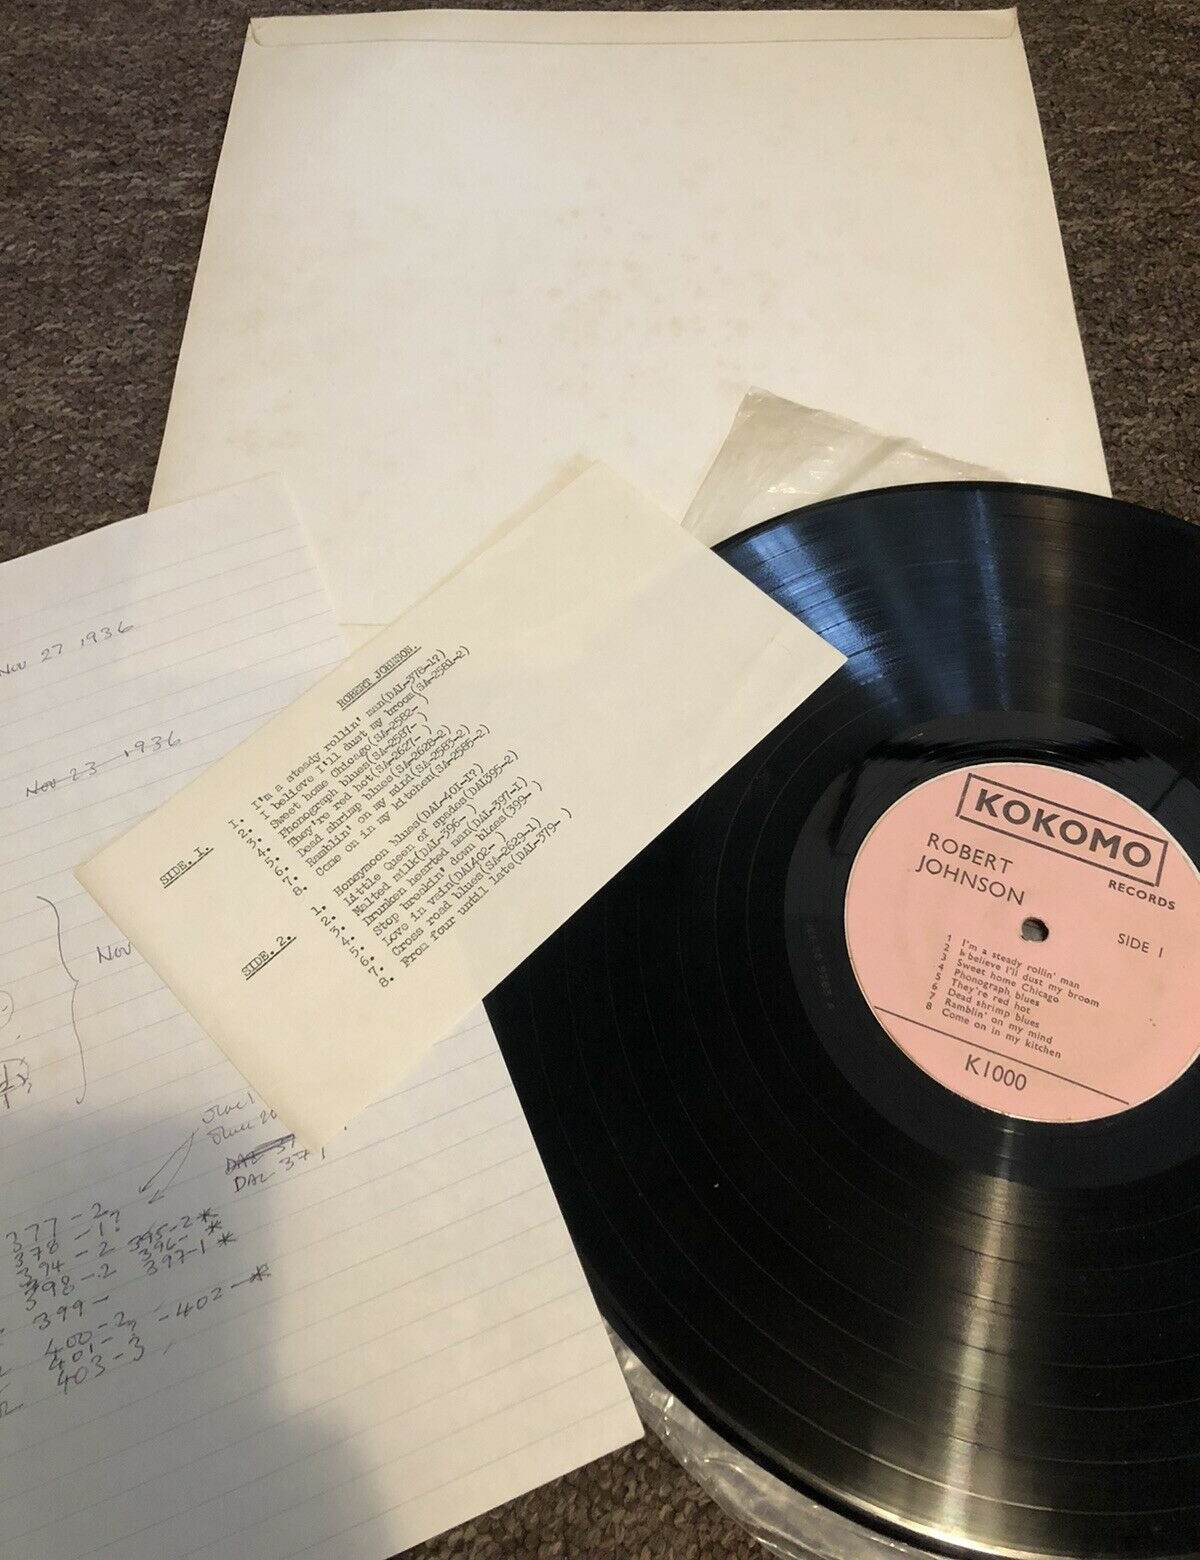 Nov 27 1936
Nov 23 1936
Nov
DAL 37
DAL 371
377-2
378-1?
394-2 395-2*
398-2 396- *
399- 397-1*
400-2
401-2 -402-*
403-3
ROBERT JOHNSON.
SIDE. 1.
1. I'm a steady rollin' man(DAL-378-1?)
2. I believe I'll dust my broom(SA-2581-2)
3. Sweet home Chicago(SA-2582- )
4. Phonograph blues(SA-2587- )
5. They're red hot(SA-2627- )
6. Dead shrimp blues(SA-2628-2)
7. Ramblin' on my mind(SA-2583-2)
8. Come on in my kitchen(SA-2585-2)
SIDE. 2.
1. Honeymoon blues(DAL-401-1?)
2. Little Queen of spades(DAL395-2)
3. Malted milk(DAL-396- )
4. Drunken hearted man(DAL-397-1)
5. Stop breakin' down blues(399- )
6. Love in vain(DAL402- )
7. Cross road blues(SA-2629-1)
8. From four until late(DAL-379- )
KOKOMO
RECORDS
ROBERT
JOHNSON
SIDE 1
1 I'm a steady rollin' man
2 I believe I'll dust my broom
3 Sweet home Chicago
4 Phonograph blues
5 They're red hot
6 Dead shrimp blues
7 Ramblin' on my mind
8 Come on in my kitchen
K1000